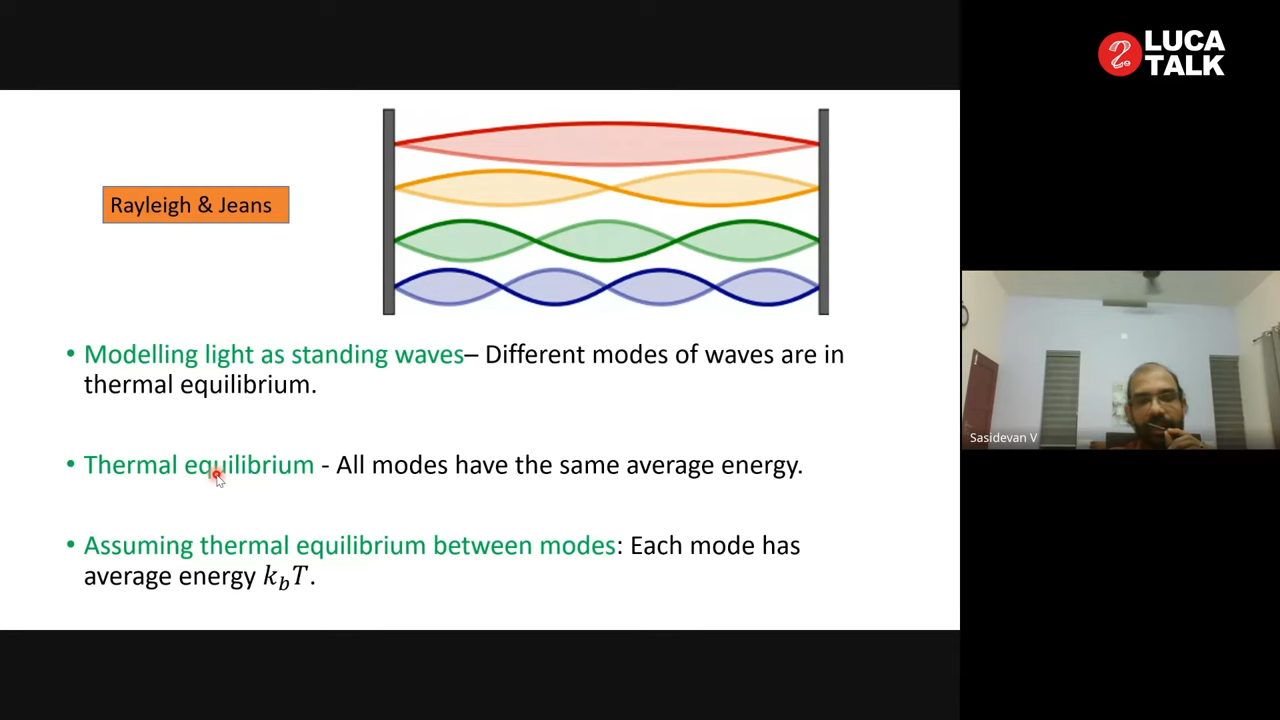 LUCA
TALK
Rayleigh & Jeans
• Modelling light as standing waves– Different modes of waves are in
thermal equilibrium.
• Thermal equilibrium - All modes have the same average energy.
• Assuming thermal equilibrium between modes: Each mode has
average energy k_bT.
Sasidevan V